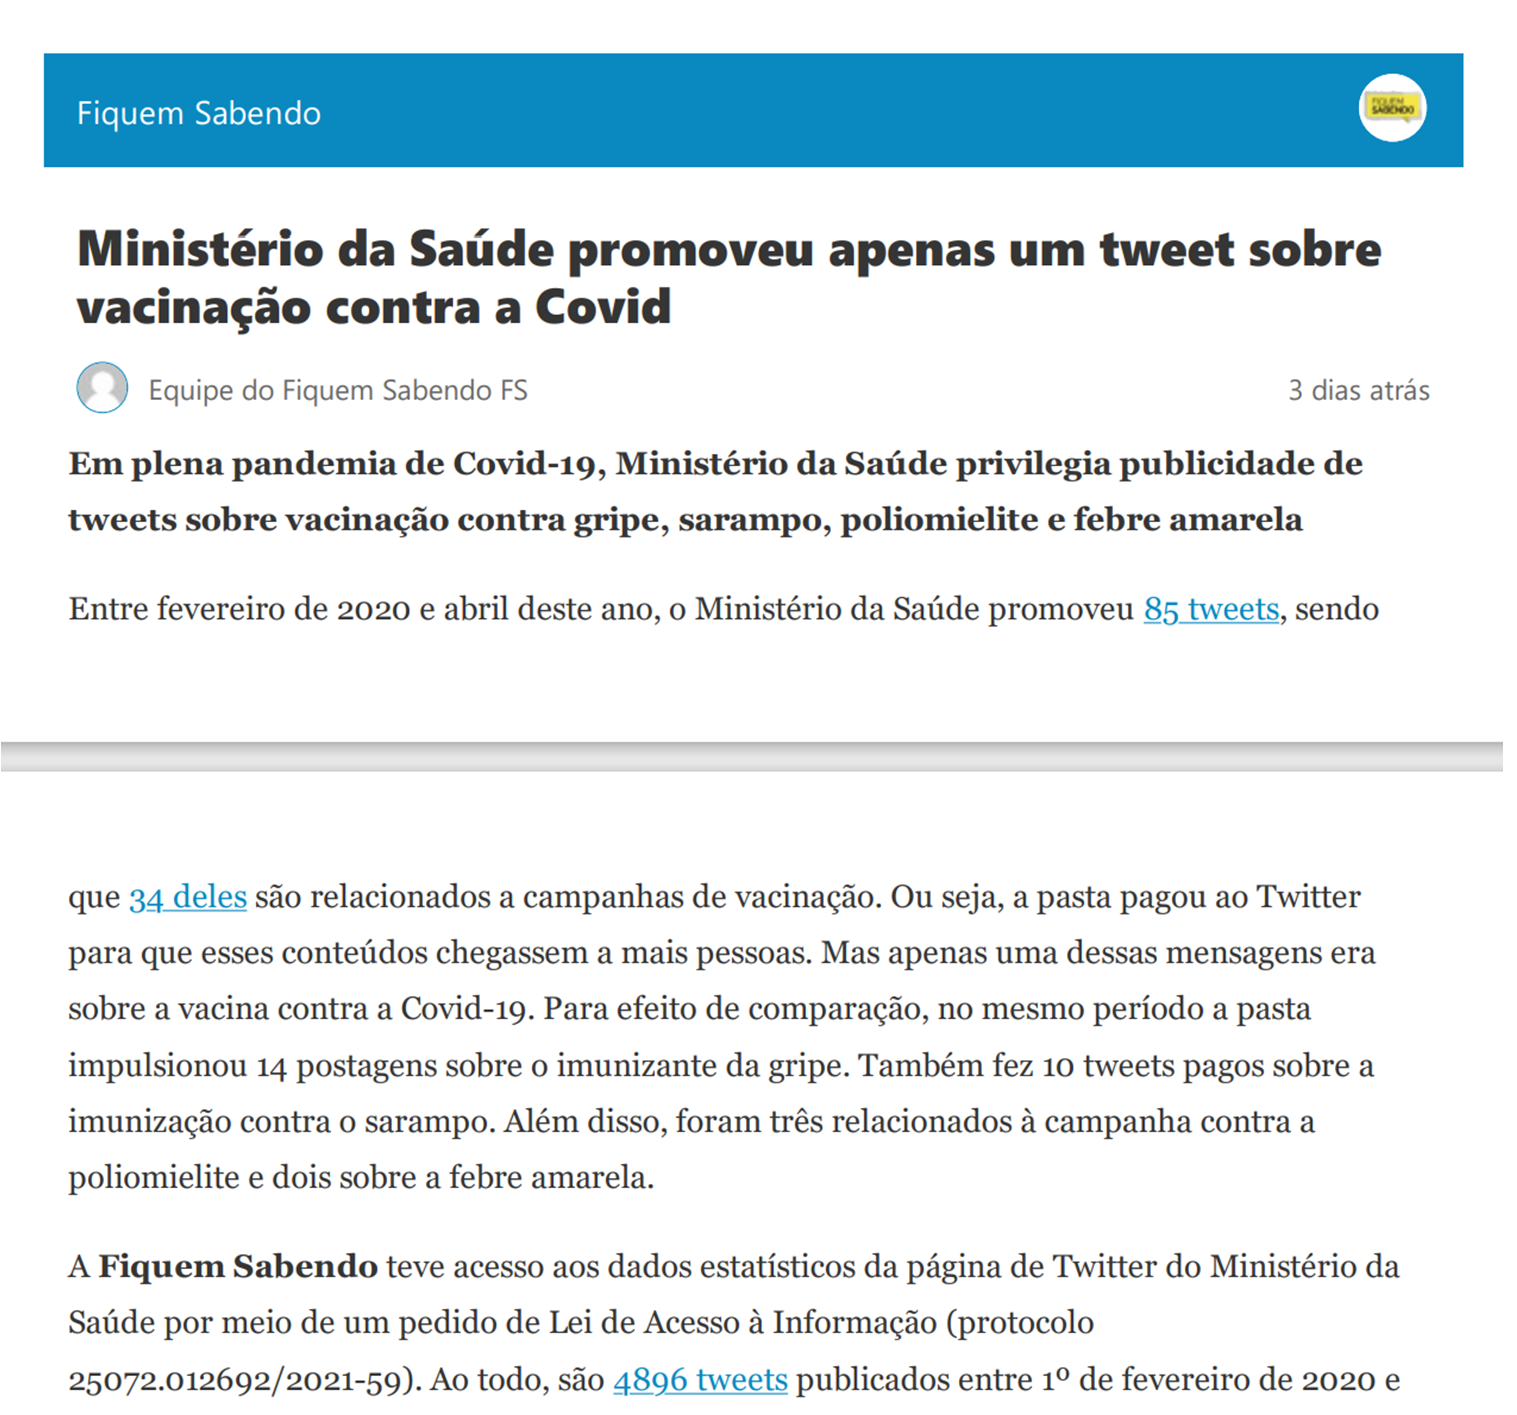 Fiquem Sabendo
FIQUEM
SABENDO
Ministério da Saúde promoveu apenas um tweet sobre
vacinação contra a Covid
Equipe do Fiquem Sabendo FS
3 dias atrás
Em plena pandemia de Covid-19, Ministério da Saúde privilegia publicidade de
tweets sobre vacinação contra gripe, sarampo, poliomielite e febre amarela
Entre fevereiro de 2020 e abril deste ano, o Ministério da Saúde promoveu 85 tweets, sendo
que 34 deles são relacionados a campanhas de vacinação. Ou seja, a pasta pagou ao Twitter
para que esses conteúdos chegassem a mais pessoas. Mas apenas uma dessas mensagens era
sobre a vacina contra a Covid-19. Para efeito de comparação, no mesmo período a pasta
impulsionou 14 postagens sobre o imunizante da gripe. Também fez 10 tweets pagos sobre a
imunização contra o sarampo. Além disso, foram três relacionados à campanha contra a
poliomielite e dois sobre a febre amarela.
A Fiquem Sabendo teve acesso aos dados estatísticos da página de Twitter do Ministério da
Saúde por meio de um pedido de Lei de Acesso à Informação (protocolo
25072.012692/2021-59). Ao todo, são 4896 tweets publicados entre 1º de fevereiro de 2020 e